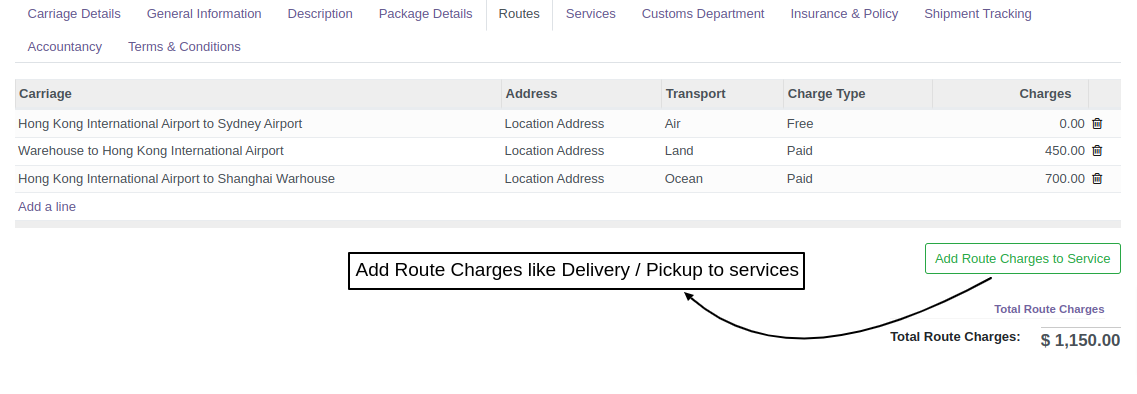 Carriage Details General Information Description Package Details Routes Services Customs Department Insurance & Policy Shipment Tracking
Accountancy Terms & Conditions
Carriage Address Transport Charge Type Charges
Hong Kong International Airport to Sydney Airport Location Address Air Free 0.00
Warehouse to Hong Kong International Airport Location Address Land Paid 450.00
Hong Kong International Airport to Shanghai Warhouse Location Address Ocean Paid 700.00
Add a line
Add Route Charges to Service
Add Route Charges like Delivery / Pickup to services
Total Route Charges
Total Route Charges: $ 1,150.00